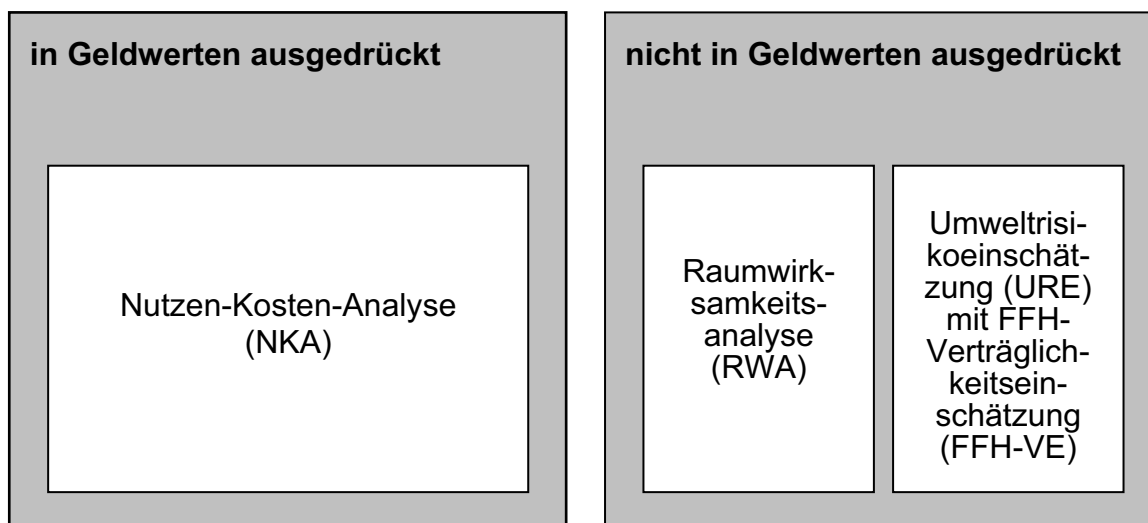 in Geldwerten ausgedrückt
Nutzen-Kosten-Analyse
(NKA)
nicht in Geldwerten ausgedrückt
Raumwirk-
samkeits-
analyse
(RWA)
Umweltrisi-
koeinschät-
zung (URE)
mit FFH-
Verträglich-
keitsein-
schätzung
(FFH-VE)